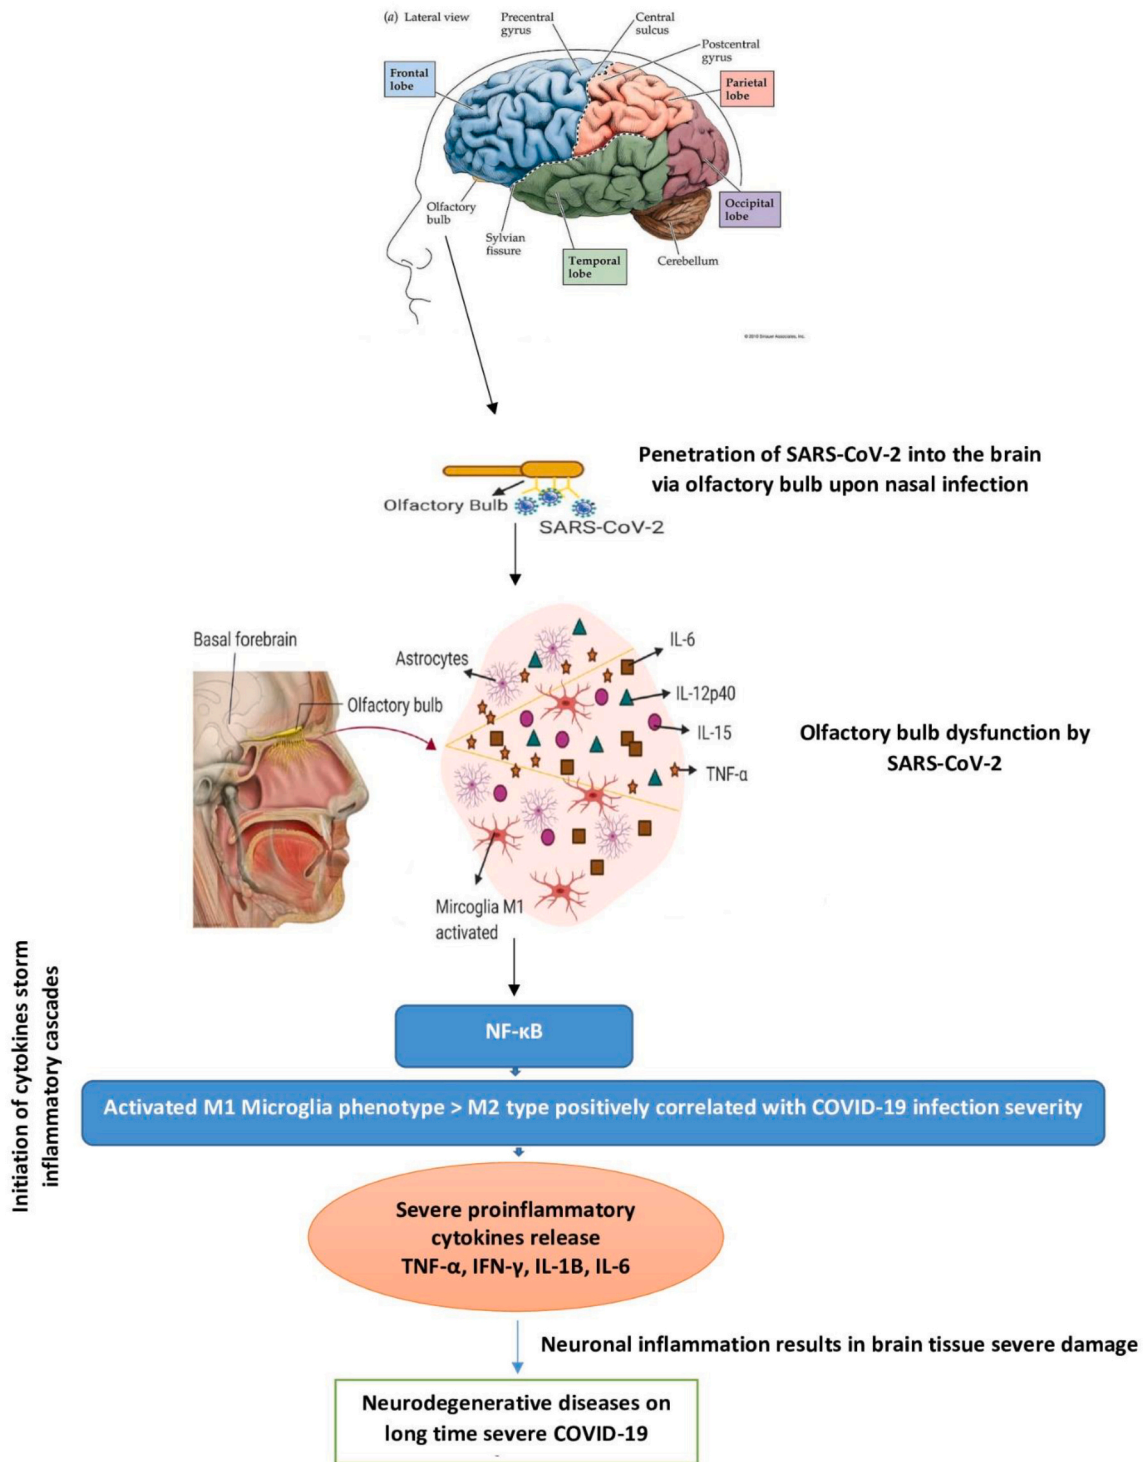 (a) Lateral view
Precentral
gyrus
Central
sulcus
Postcentral
gyrus
Frontal
lobe
Parietal
lobe
Olfactory
bulb
Sylvian
fissure
Temporal
lobe
Cerebellum
Occipital
lobe
© 2010 Sinauer Associates, Inc.
Penetration of SARS-CoV-2 into the brain
via olfactory bulb upon nasal infection
Olfactory Bulb
SARS-CoV-2
Basal forebrain
Olfactory bulb
Astrocytes
IL-6
IL-12p40
IL-15
TNF-α
Olfactory bulb dysfunction by
SARS-CoV-2
Mircoglia M1
activated
Initiation of cytokines storm
inflammatory cascades
NF-κB
Activated M1 Microglia phenotype > M2 type positively correlated with COVID-19 infection severity
Severe proinflammatory
cytokines release
TNF-α, IFN-γ, IL-1B, IL-6
Neuronal inflammation results in brain tissue severe damage
Neurodegenerative diseases on
long time severe COVID-19